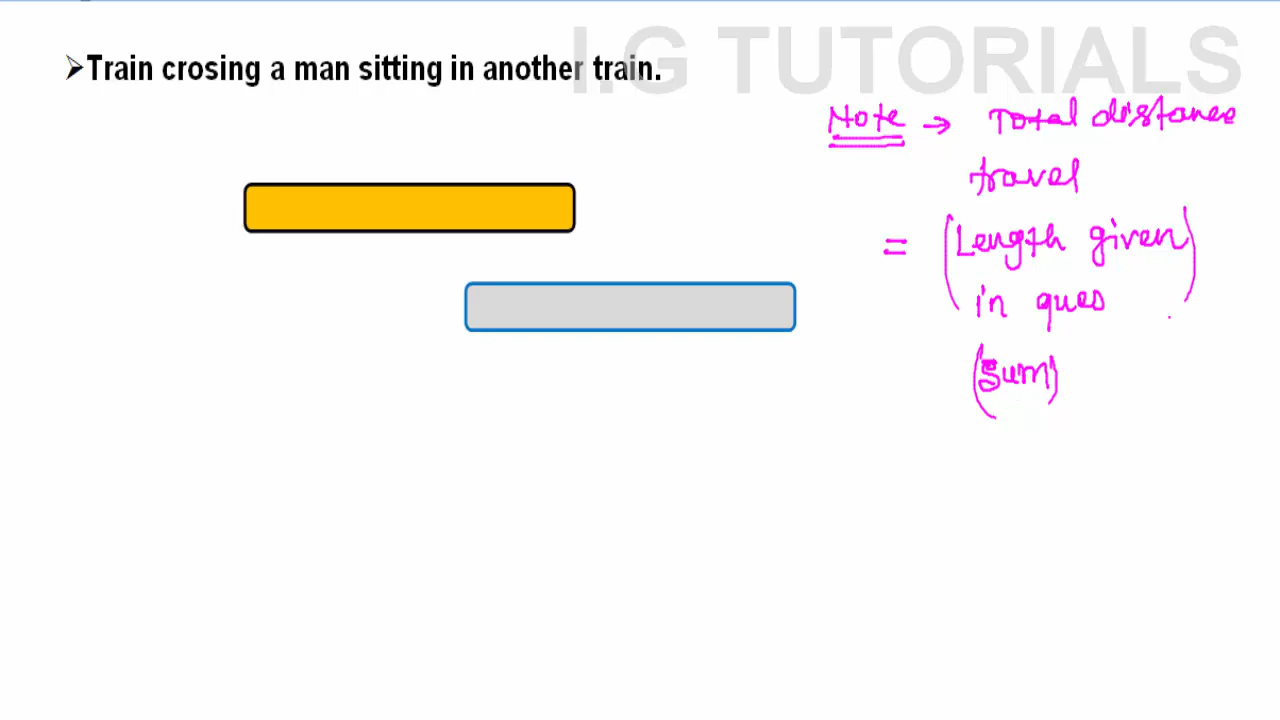 I.G TUTORIALS
➢Train crosing a man sitting in another train.
Note → Total distance
travel
= (Length given
in ques)
(sum)